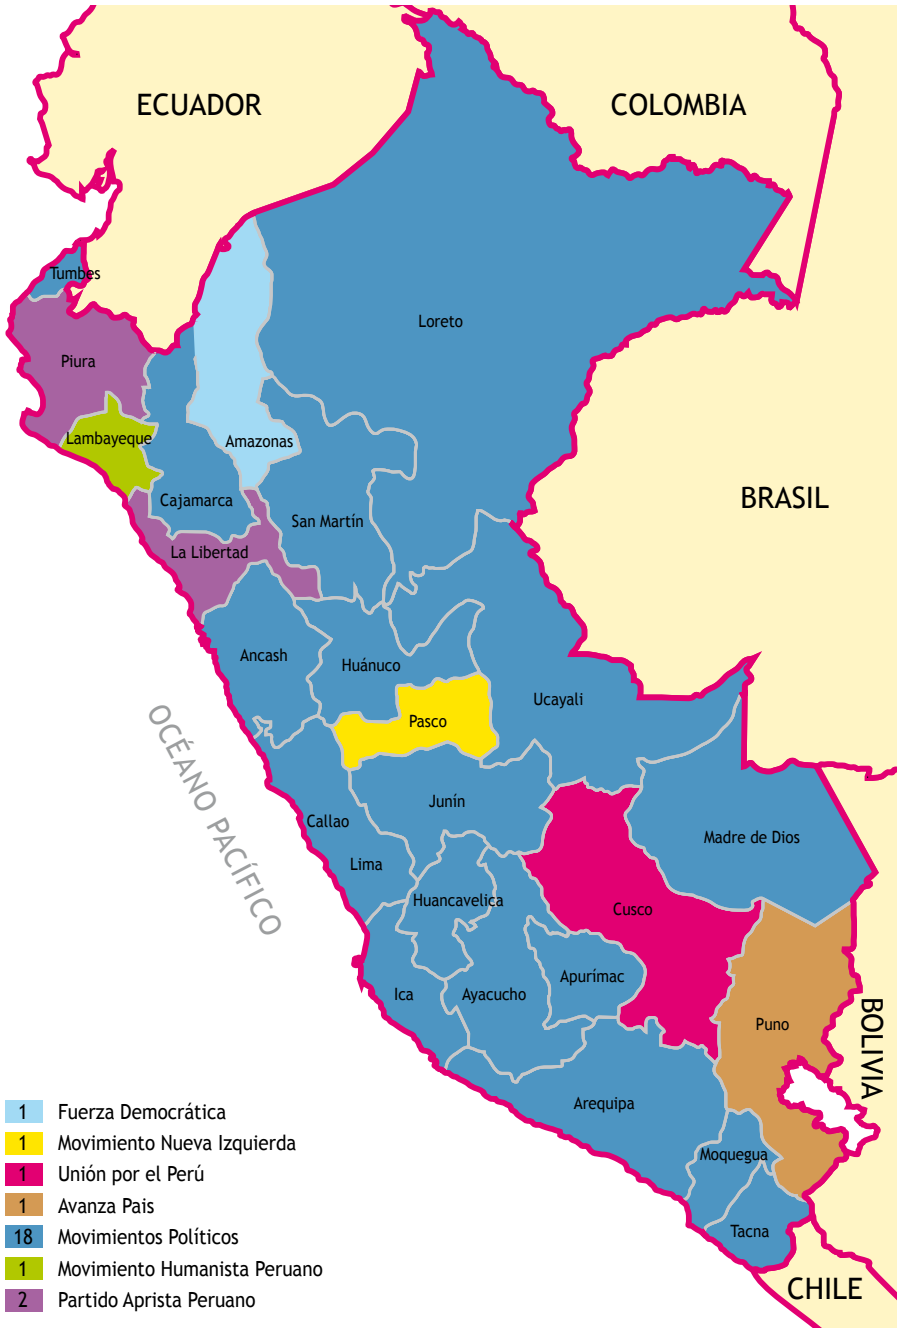 ECUADOR
COLOMBIA
Tumbes
Loreto
Piura
Lambayeque
Amazonas
BRASIL
Cajamarca
San Martín
La Libertad
Ancash
Huánuco
Ucayali
Pasco
OCÉANO PACÍFICO
Junín
Callao
Madre de Dios
Lima
Huancavelica
Cusco
Apurímac
Ica
Ayacucho
Puno
BOLIVIA
Arequipa
Moquegua
Tacna
CHILE
1 Fuerza Democrática
1 Movimiento Nueva Izquierda
1 Unión por el Perú
1 Avanza Pais
18 Movimientos Políticos
1 Movimiento Humanista Peruano
2 Partido Aprista Peruano